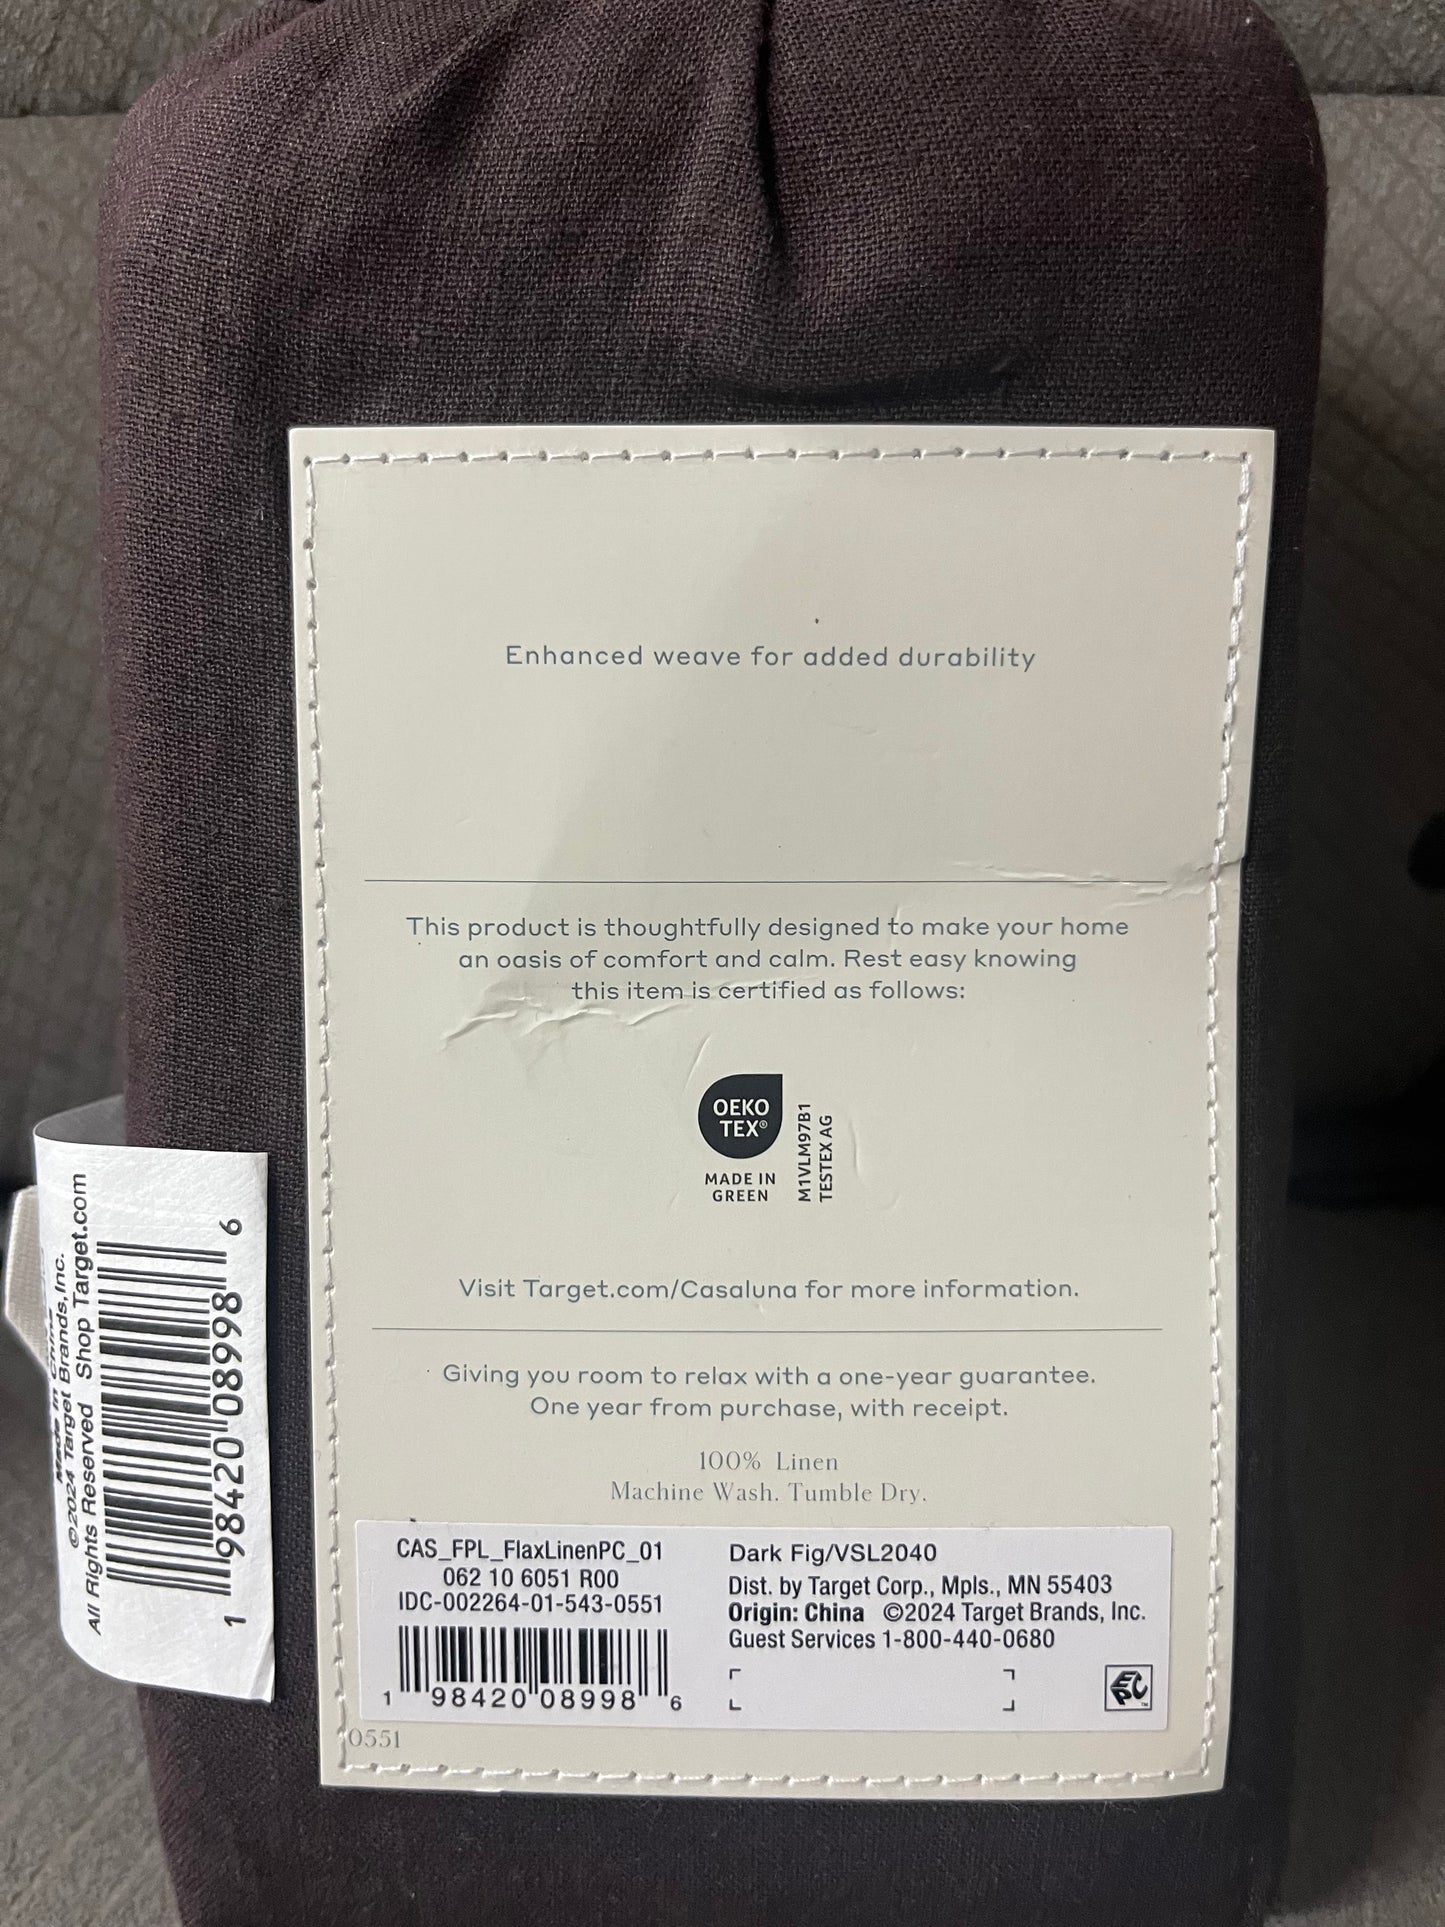 Enhanced weave for added durability
This product is thoughtfully designed to make your home
an oasis of comfort and calm. Rest easy knowing
this item is certified as follows:
OEKO
TEX®
MADE IN
GREEN
M1VLM97B1
TESTEX AG
Visit Target.com/Casaluna for more information.
Giving you room to relax with a one-year guarantee.
One year from purchase, with receipt.
100% Linen
Machine Wash. Tumble Dry.
CAS_FPL_FlaxLinenPC_01
062 10 6051 R00
IDC-002264-01-543-0551
1 98420 08998 6
Dark Fig/VSL2040
Dist. by Target Corp., Mpls., MN 55403
Origin: China ©2024 Target Brands, Inc.
Guest Services 1-800-440-0680
EPC™
0551
Made in China
©2024 Target Brands,Inc.
All Rights Reserved Shop Target.com
1 98420 08998 6